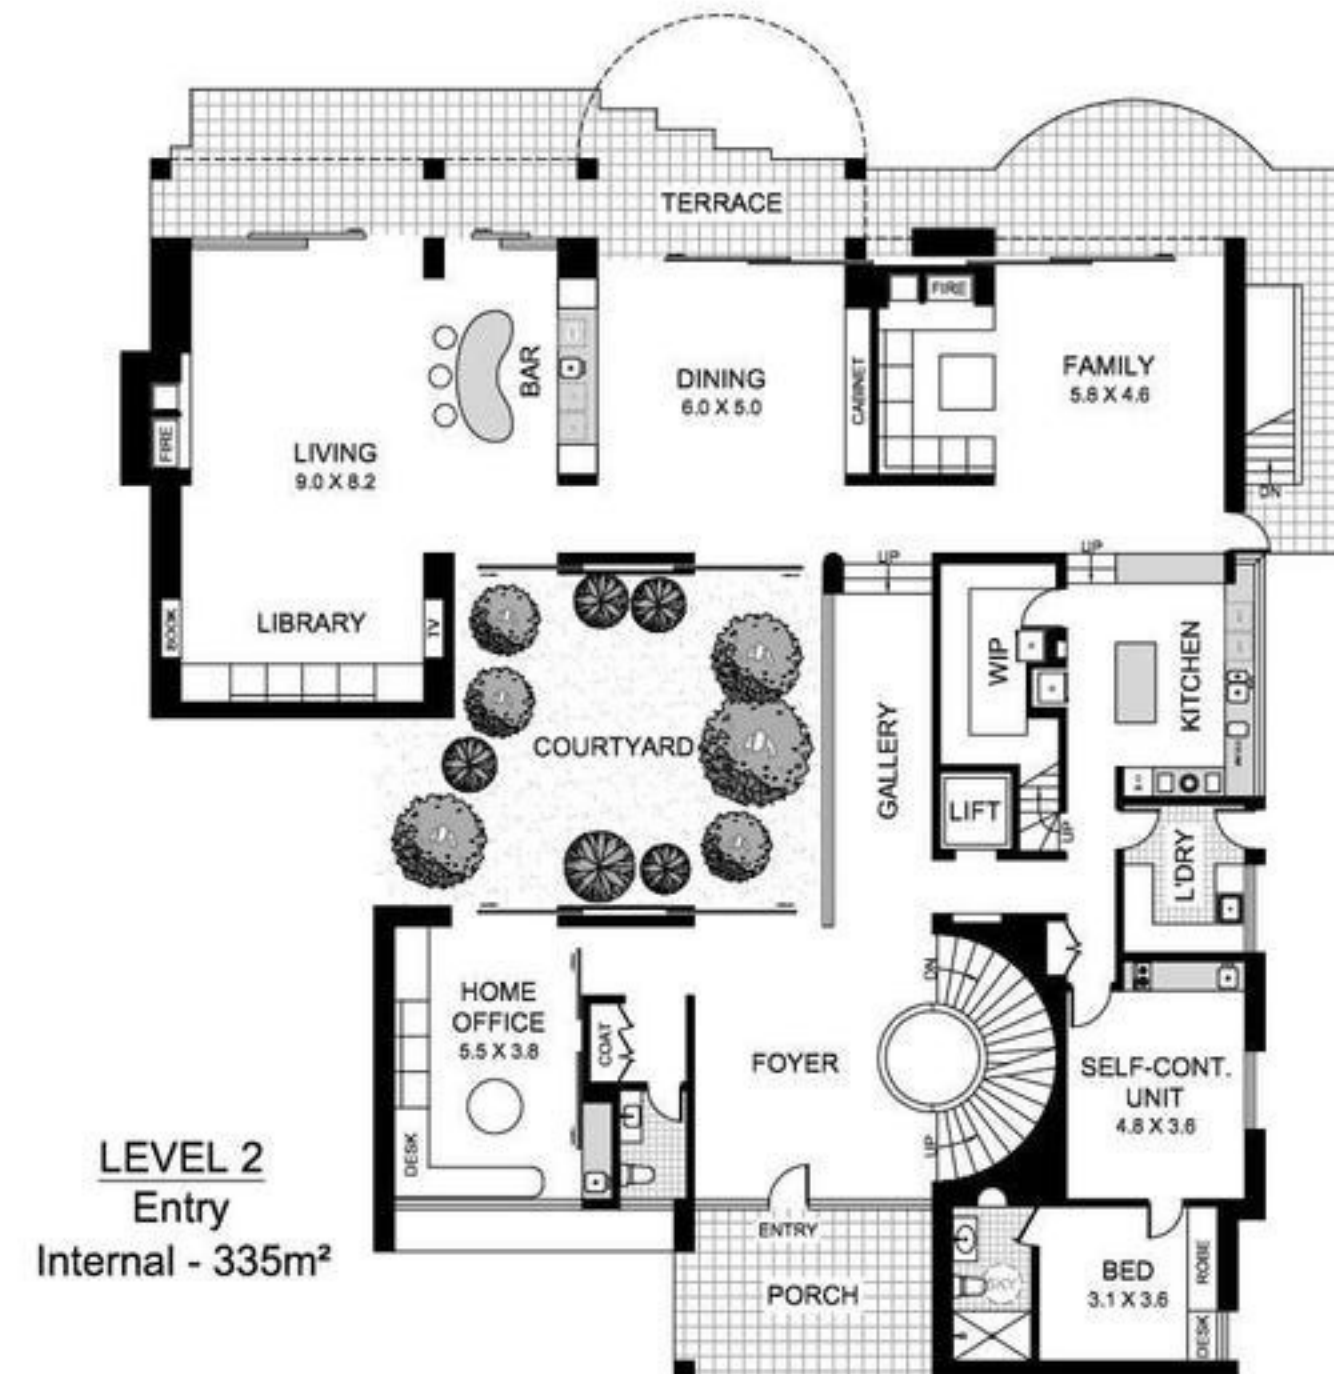 TERRACE
FIRE
BAR
DINING
6.0 X 5.0
CABINET
FAMILY
5.8 X 4.6
FIRE
LIVING
9.0 X 8.2
DN
UP
UP
BOOK
LIBRARY
TV
WIP
KITCHEN
COURTYARD
GALLERY
LIFT
UP
L'DRY
DN
HOME
OFFICE
5.5 X 3.8
COAT
FOYER
SELF-CONT.
UNIT
4.8 X 3.6
DESK
UP
LEVEL 2
Entry
Internal - 335m²
ENTRY
PORCH
SKY
BED
3.1 X 3.6
ROBE
DESK